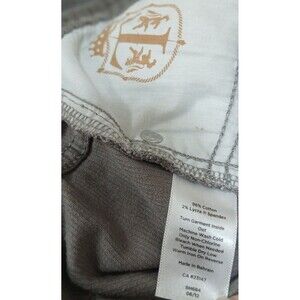 98% Cotton
2% Lycra ® Spandex
Turn Garment Inside
Out
Machine Wash Cold
Only Non-Chlorine
Bleach When Needed
Tumble Dry Low
Warm Iron On Reverse
Made In Bahrain
CA #23147